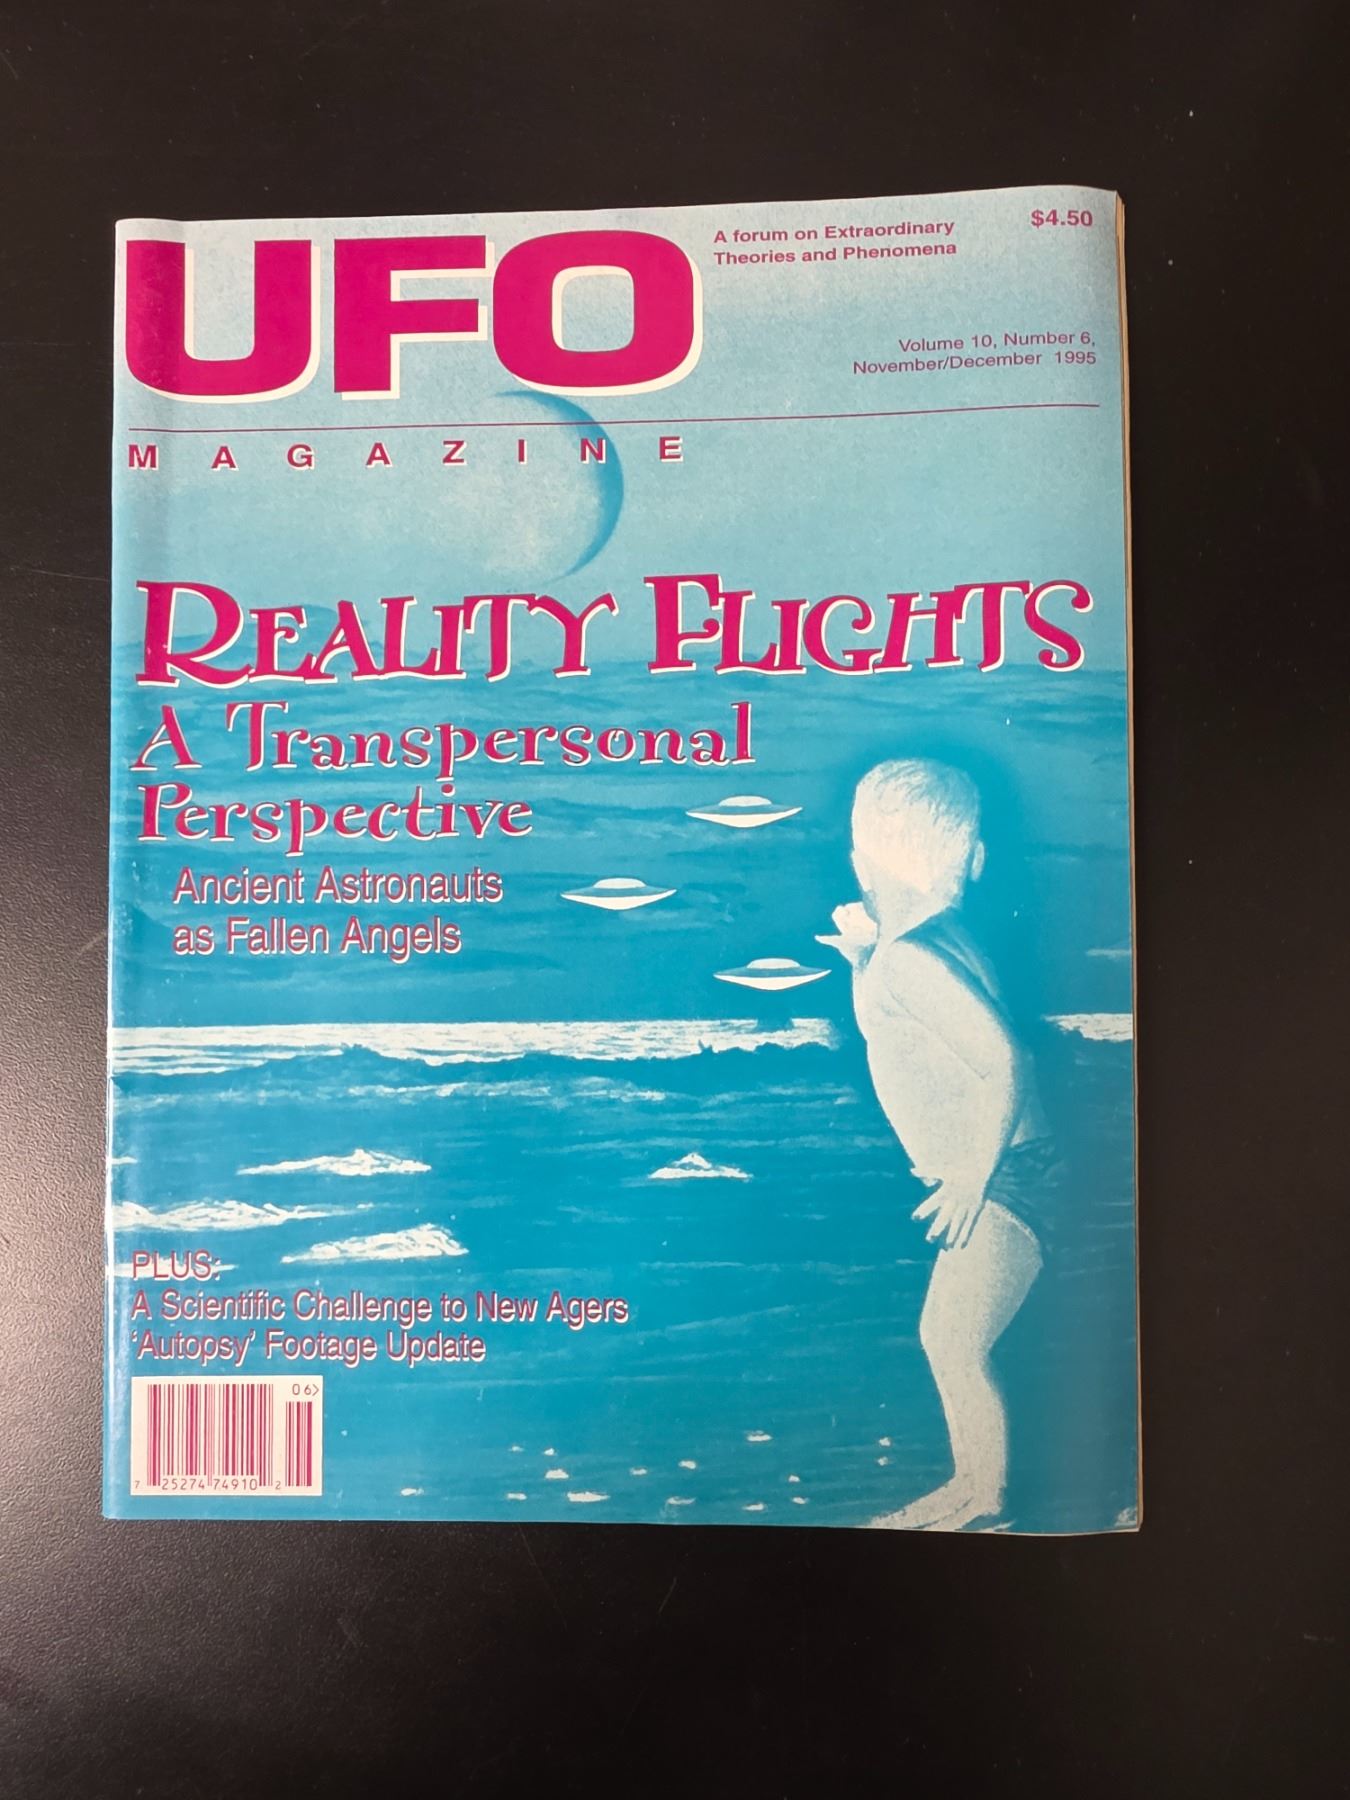 UFO
A forum on Extraordinary
Theories and Phenomena
$4.50
Volume 10, Number 6,
November/December 1995
MAGAZINE
REALITY FLIGHTS
A Transpersonal
Perspective
Ancient Astronauts
as Fallen Angels
PLUS:
A Scientific Challenge to New Agers
'Autopsy' Footage Update
06>
7 25274 74910 2